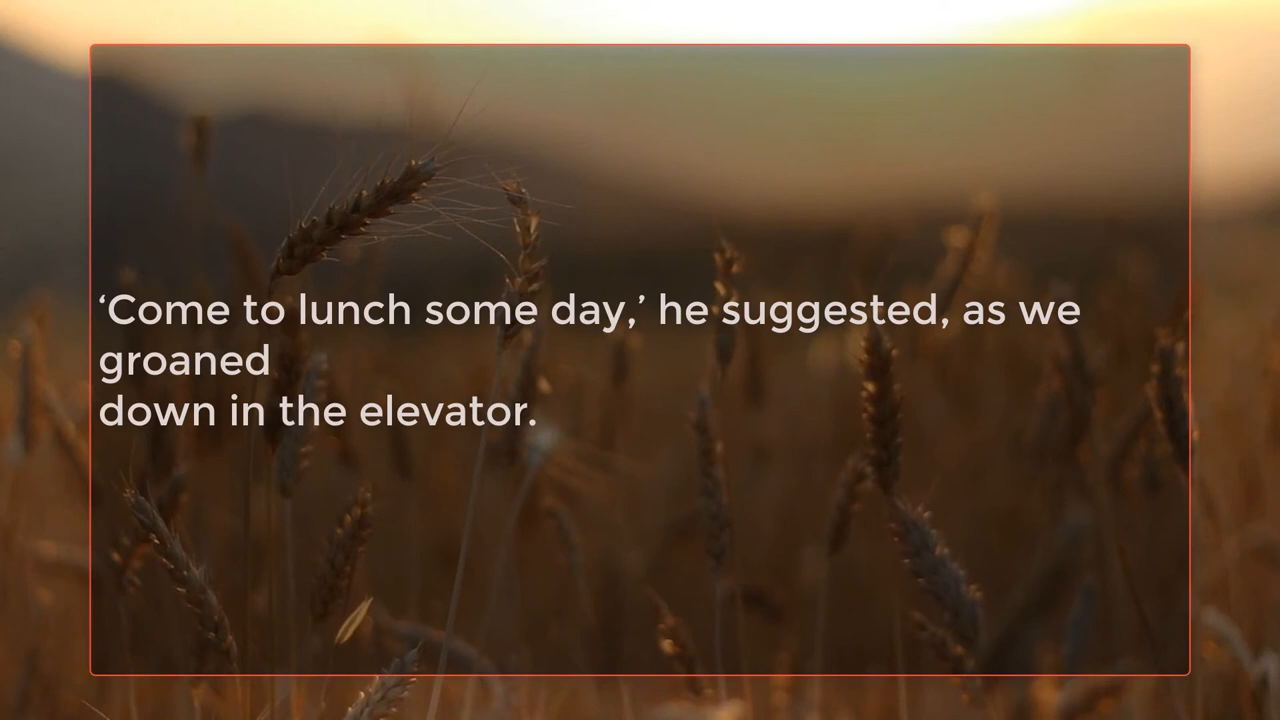 ‘Come to lunch some day,’ he suggested, as we
groaned
down in the elevator.